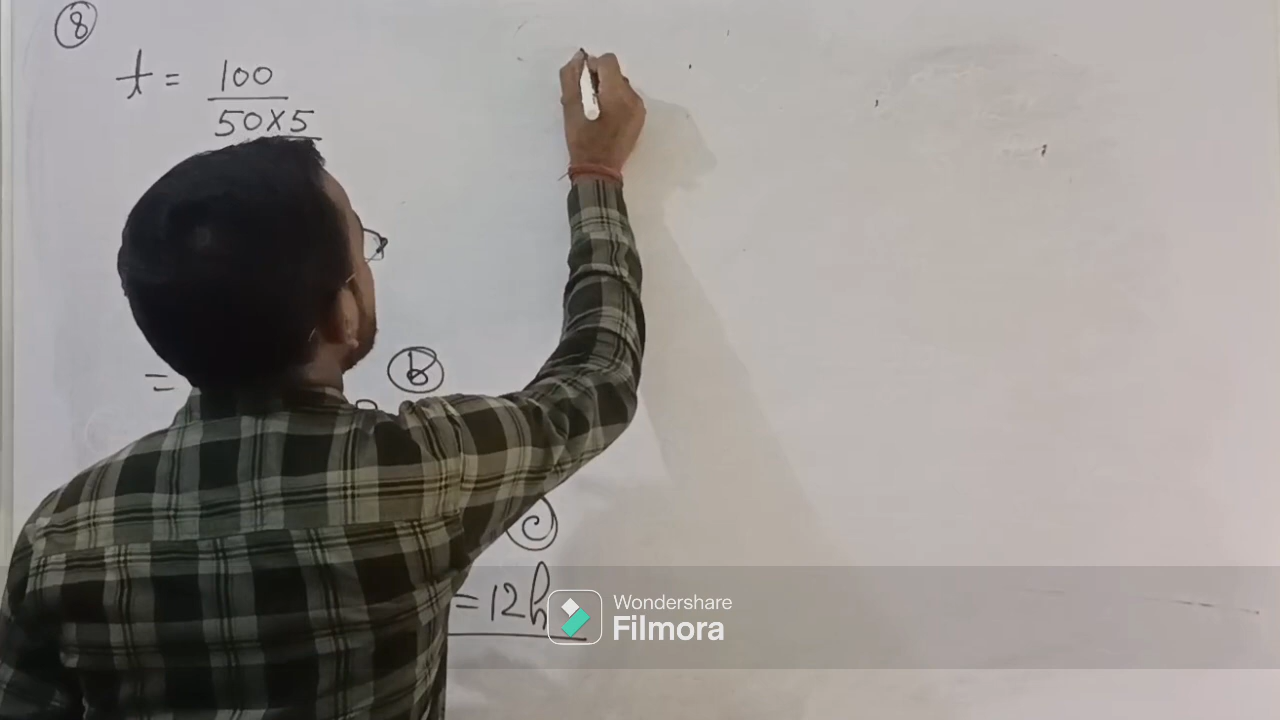 ⑧
t = 100
50×5
=
ⓑ
ⓒ
= 12h
Wondershare
Filmora